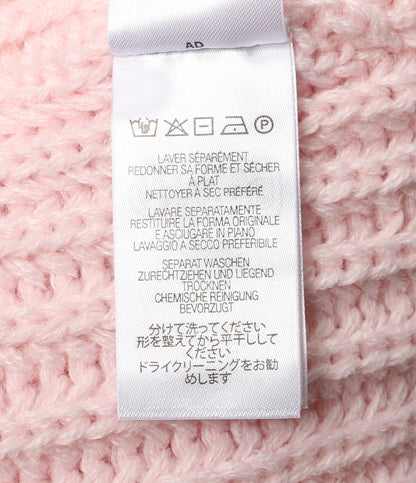 AD
P
LAVER SÉPARÉMENT
REDONNER SA FORME ET SÉCHER
À PLAT
NETTOYER À SEC PRÉFÉRÉ
LAVARE SEPARATAMENTE
RESTITUIRE LA FORMA ORIGINALE
E ASCIUGARE IN PIANO
LAVAGGIO A SECCO PREFERIBILE
SEPARAT WASCHEN
ZURECHTZIEHEN UND LIEGEND
TROCKNEN
CHEMISCHE REINIGUNG
BEVORZUGT
分けて洗ってください
形を整えてから平干しして
ください
ドライクリーニングをお勧
めします